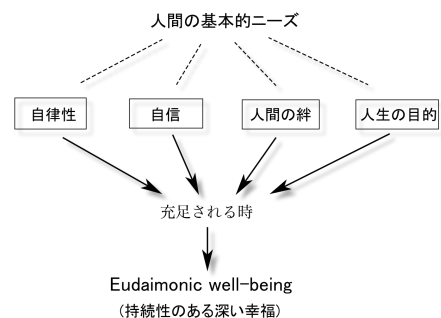 人間の基本的ニーズ
自律性
自信
人間の絆
人生の目的
充足される時
Eudaimonic well-being
(持続性のある深い幸福)